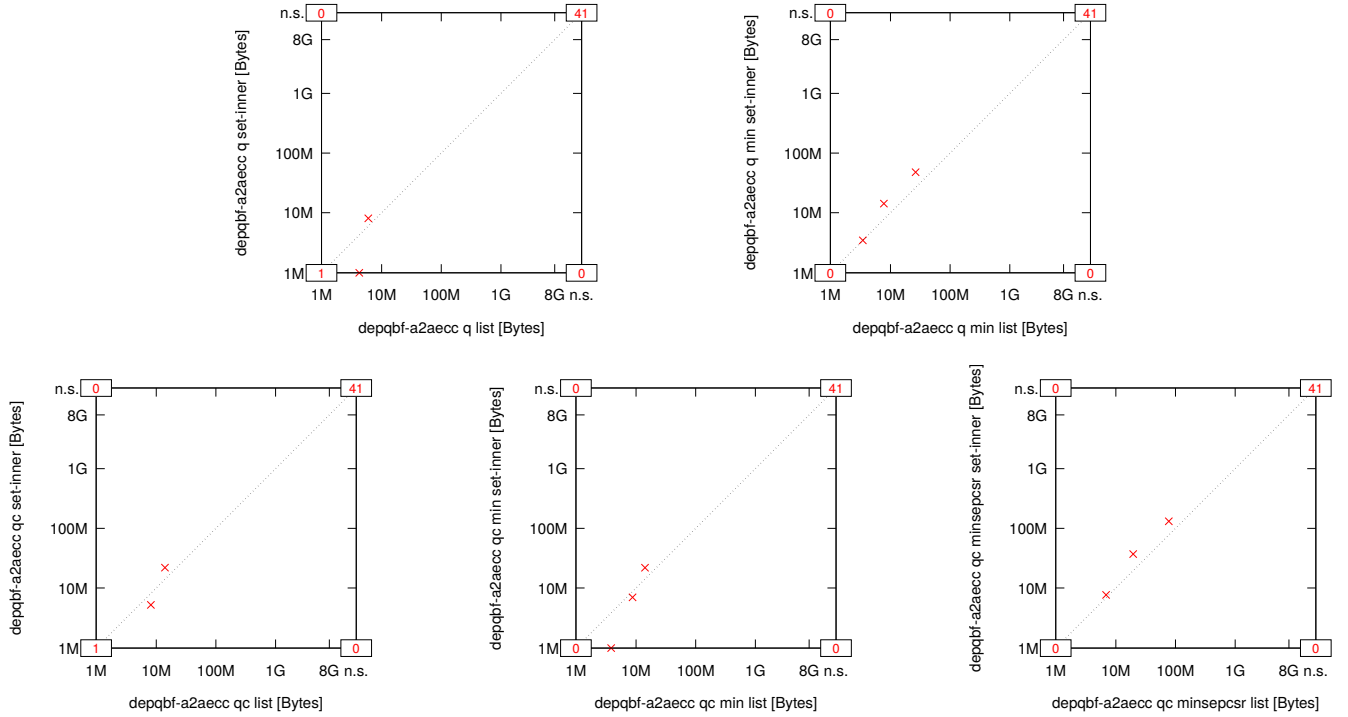 n.s. 0 41
8G
1G
100M
10M
1M 1 0
1M 10M 100M 1G 8G n.s.
depqbf-a2aecc q set-inner [Bytes]
depqbf-a2aecc q list [Bytes]
n.s. 0 41
8G
1G
100M
10M
1M 0 0
1M 10M 100M 1G 8G n.s.
depqbf-a2aecc q min set-inner [Bytes]
depqbf-a2aecc q min list [Bytes]
n.s. 0 41
8G
1G
100M
10M
1M 1 0
1M 10M 100M 1G 8G n.s.
depqbf-a2aecc qc set-inner [Bytes]
depqbf-a2aecc qc list [Bytes]
n.s. 0 41
8G
1G
100M
10M
1M 0 0
1M 10M 100M 1G 8G n.s.
depqbf-a2aecc qc min set-inner [Bytes]
depqbf-a2aecc qc min list [Bytes]
n.s. 0 41
8G
1G
100M
10M
1M 0 0
1M 10M 100M 1G 8G n.s.
depqbf-a2aecc qc minsepcsr set-inner [Bytes]
depqbf-a2aecc qc minsepcsr list [Bytes]